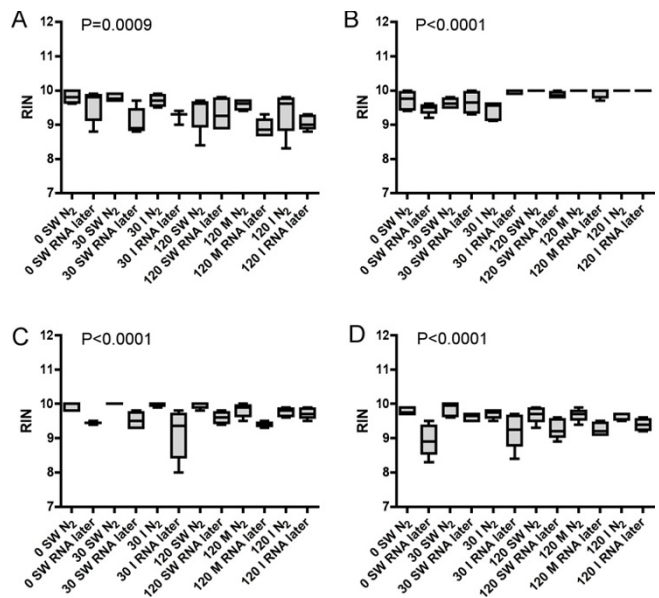 A P=0.0009
12
11
10
9
8
7
RIN
0 SW N₂
0 SW RNA later
30 SW N₂
30 SW RNA later
30 I N₂
30 I RNA later
120 SW N₂
120 SW RNA later
120 M N₂
120 M RNA later
120 I N₂
120 I RNA later
B P<0.0001
12
11
10
9
8
7
RIN
0 SW N₂
0 SW RNA later
30 SW N₂
30 SW RNA later
30 I N₂
30 I RNA later
120 SW N₂
120 SW RNA later
120 M N₂
120 M RNA later
120 I N₂
120 I RNA later
C P<0.0001
12
11
10
9
8
7
RIN
0 SW N₂
0 SW RNA later
30 SW N₂
30 SW RNA later
30 I N₂
30 I RNA later
120 SW N₂
120 SW RNA later
120 M N₂
120 M RNA later
120 I N₂
120 I RNA later
D P<0.0001
12
11
10
9
8
7
RIN
0 SW N₂
0 SW RNA later
30 SW N₂
30 SW RNA later
30 I N₂
30 I RNA later
120 SW N₂
120 SW RNA later
120 M N₂
120 M RNA later
120 I N₂
120 I RNA later